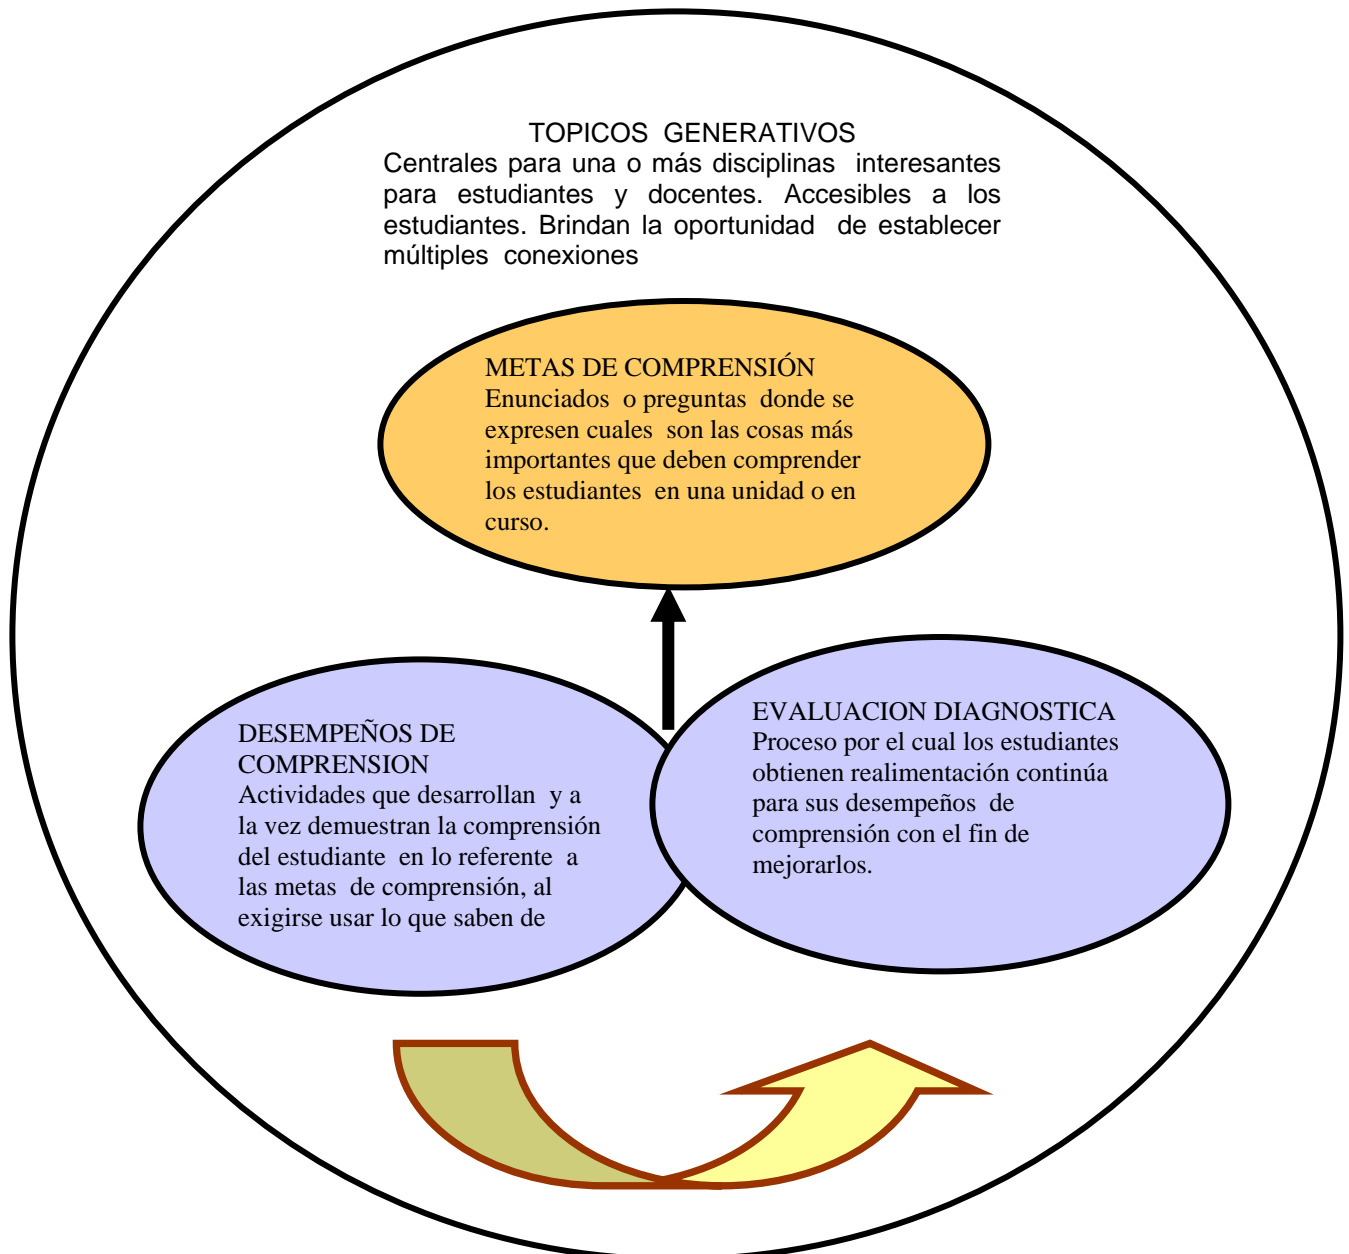 TOPICOS GENERATIVOS
Centrales para una o más disciplinas interesantes
para estudiantes y docentes. Accesibles a los
estudiantes. Brindan la oportunidad de establecer
múltiples conexiones
METAS DE COMPRENSIÓN
Enunciados o preguntas donde se
expresen cuales son las cosas más
importantes que deben comprender
los estudiantes en una unidad o en
curso.
DESEMPEÑOS DE
COMPRENSION
Actividades que desarrollan y a
la vez demuestran la comprensión
del estudiante en lo referente a
las metas de comprensión, al
exigirse usar lo que saben de
EVALUACION DIAGNOSTICA
Proceso por el cual los estudiantes
obtienen realimentación continúa
para sus desempeños de
comprensión con el fin de
mejorarlos.